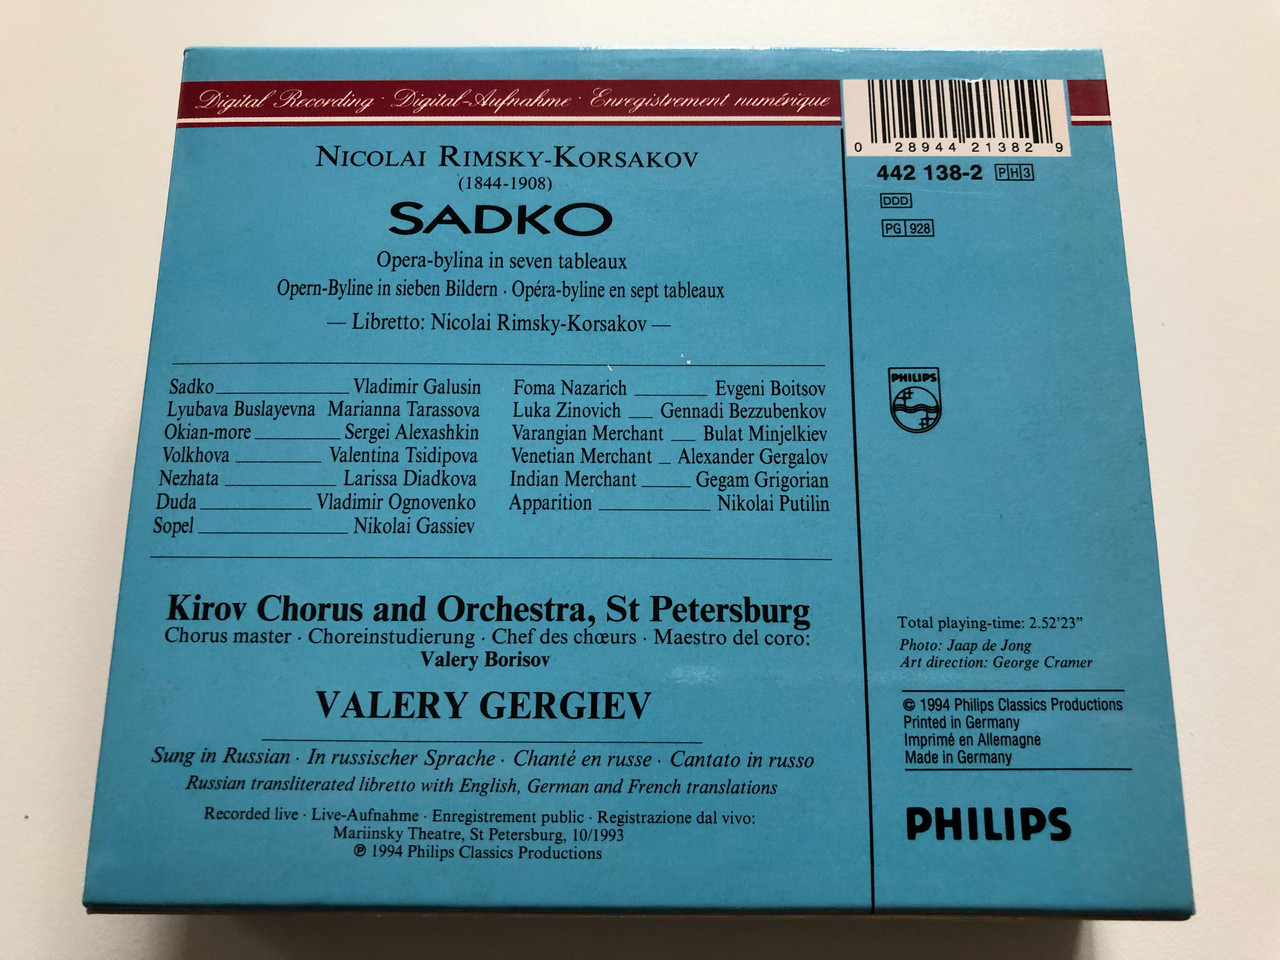 Digital Recording · Digital-Aufnahme · Enregistrement numérique
NICOLAI RIMSKY-KORSAKOV
(1844-1908)
SADKO
Opera-bylina in seven tableaux
Opern-Byline in sieben Bildern · Opéra-byline en sept tableaux
— Libretto: Nicolai Rimsky-Korsakov —
Sadko Vladimir Galusin
Lyubava Buslayevna Marianna Tarassova
Okian-more Sergei Alexashkin
Volkhova Valentina Tsidipova
Nezhata Larissa Diadkova
Duda Vladimir Ognovenko
Sopel Nikolai Gassiev
Foma Nazarich Evgeni Boitsov
Luka Zinovich Gennadi Bezzubenkov
Varangian Merchant Bulat Minjelkiev
Venetian Merchant Alexander Gergalov
Indian Merchant Gegam Grigorian
Apparition Nikolai Putilin
Kirov Chorus and Orchestra, St Petersburg
Chorus master · Choreinstudierung · Chef des chœurs · Maestro del coro:
Valery Borisov
VALERY GERGIEV
Sung in Russian · In russischer Sprache · Chanté en russe · Cantato in russo
Russian transliterated libretto with English, German and French translations
Recorded live · Live-Aufnahme · Enregistrement public · Registrazione dal vivo:
Mariinsky Theatre, St Petersburg, 10/1993
℗ 1994 Philips Classics Productions
0 28944 21382 9
442 138-2 PH3
DDD
PG 928
PHILIPS
Total playing-time: 2.52'23"
Photo: Jaap de Jong
Art direction: George Cramer
© 1994 Philips Classics Productions
Printed in Germany
Imprimé en Allemagne
Made in Germany
PHILIPS